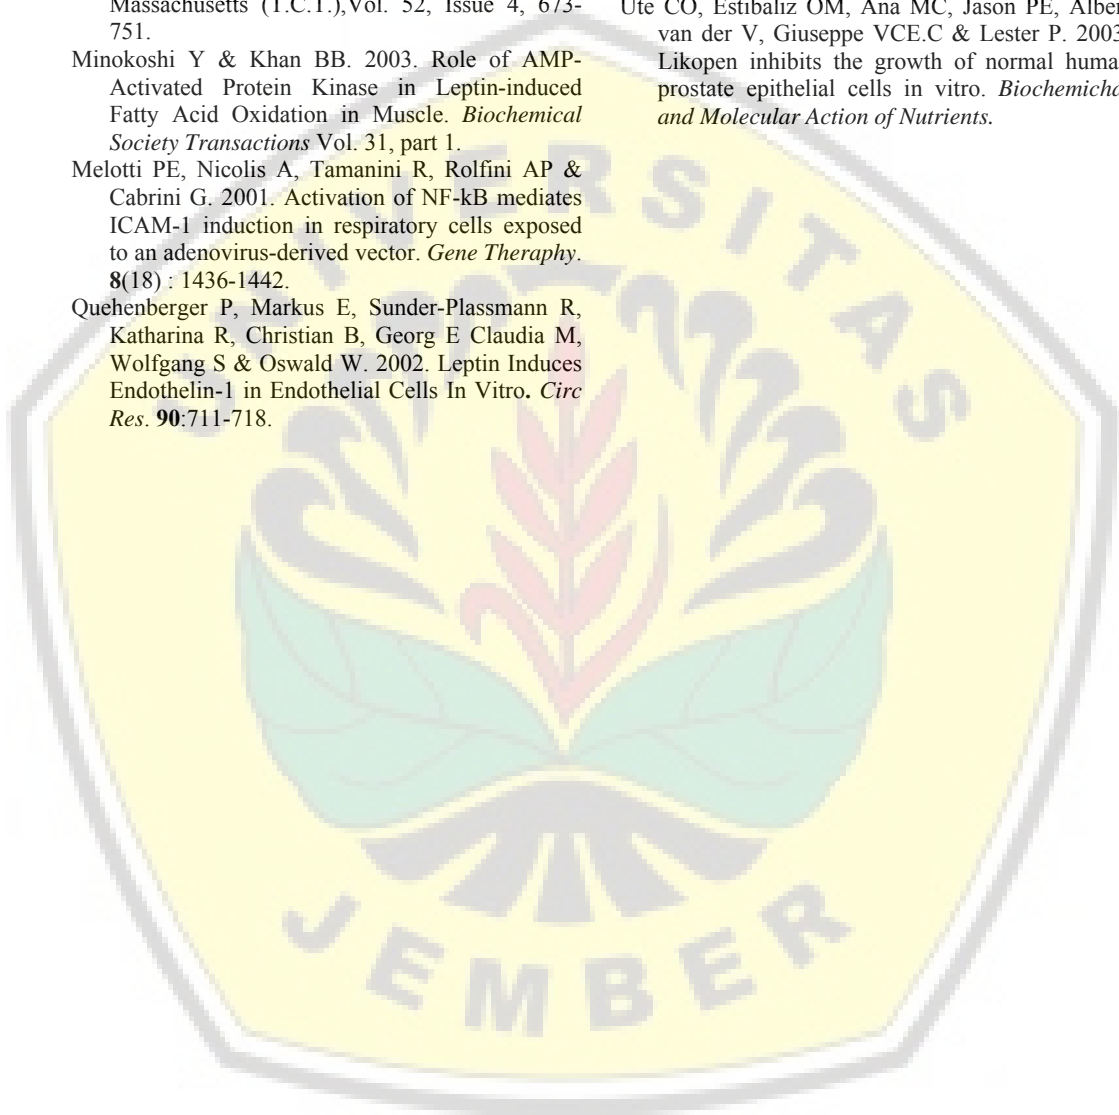 Massachusetts (T.C.T.),Vol. 52, Issue 4, 673-
751.
Minokoshi Y & Khan BB. 2003. Role of AMP-
Activated Protein Kinase in Leptin-induced
Fatty Acid Oxidation in Muscle. Biochemical
Society Transactions Vol. 31, part 1.
Melotti PE, Nicolis A, Tamanini R, Rolfini AP &
Cabrini G. 2001. Activation of NF-kB mediates
ICAM-1 induction in respiratory cells exposed
to an adenovirus-derived vector. Gene Theraphy.
8(18) : 1436-1442.
Quehenberger P, Markus E, Sunder-Plassmann R,
Katharina R, Christian B, Georg E Claudia M,
Wolfgang S & Oswald W. 2002. Leptin Induces
Endothelin-1 in Endothelial Cells In Vitro. Circ
Res. 90:711-718.
Ute CO, Estibaliz OM, Ana MC, Jason PE,
van der V, Giuseppe VCE.C & Lester P. 2003
Likopen inhibits the growth of normal
prostate epithelial cells in vitro.
and Molecular Action of Nutrients.
UNIVERSITAS
JEMBER